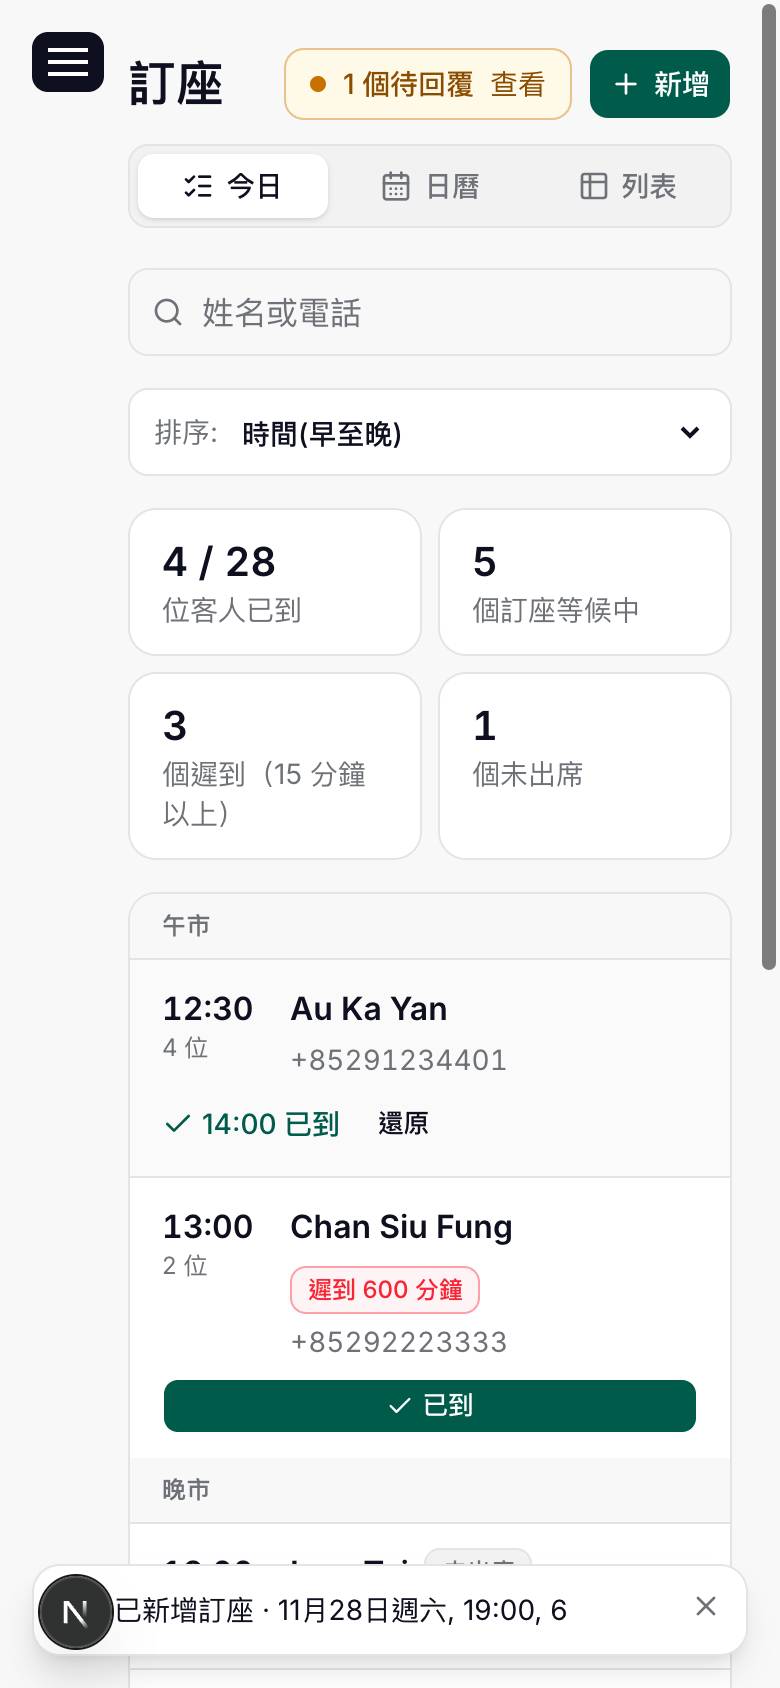 訂座
1 個待回覆 查看
新增
今日
日曆
列表
姓名或電話
排序: 時間(早至晚)
4 / 28
位客人已到
5
個訂座等候中
3
個遲到（15 分鐘
以上）
1
個未出席
午市
12:30 Au Ka Yan
4 位
+85291234401
14:00 已到 還原
13:00 Chan Siu Fung
2 位
遲到 600 分鐘
+85292223333
已到
晚市
N
已新增訂座 · 11月28日週六, 19:00, 6